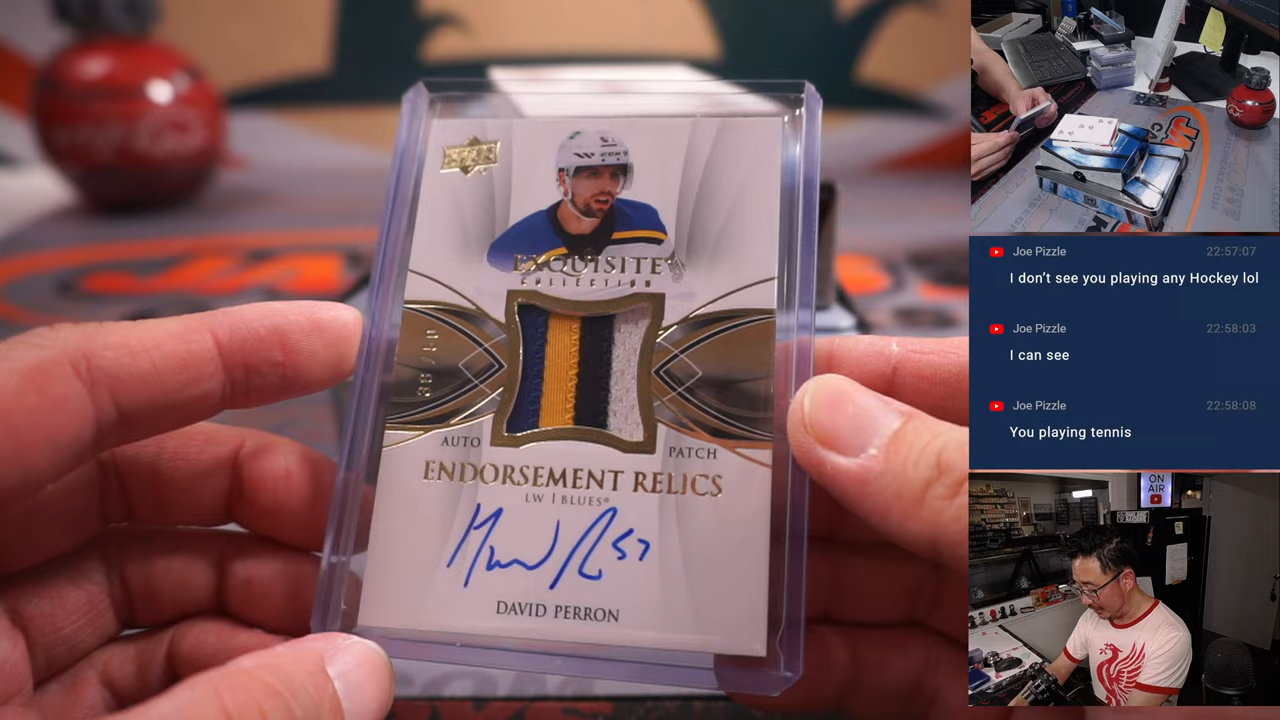 EXQUISITE
COLLECTION
AUTO
PATCH
ENDORSEMENT RELICS
LW | BLUES
57
DAVID PERRON
Joe Pizzle 22:57:07
I don't see you playing any Hockey lol
Joe Pizzle 22:58:03
I can see
Joe Pizzle 22:58:08
You playing tennis
ON
AIR